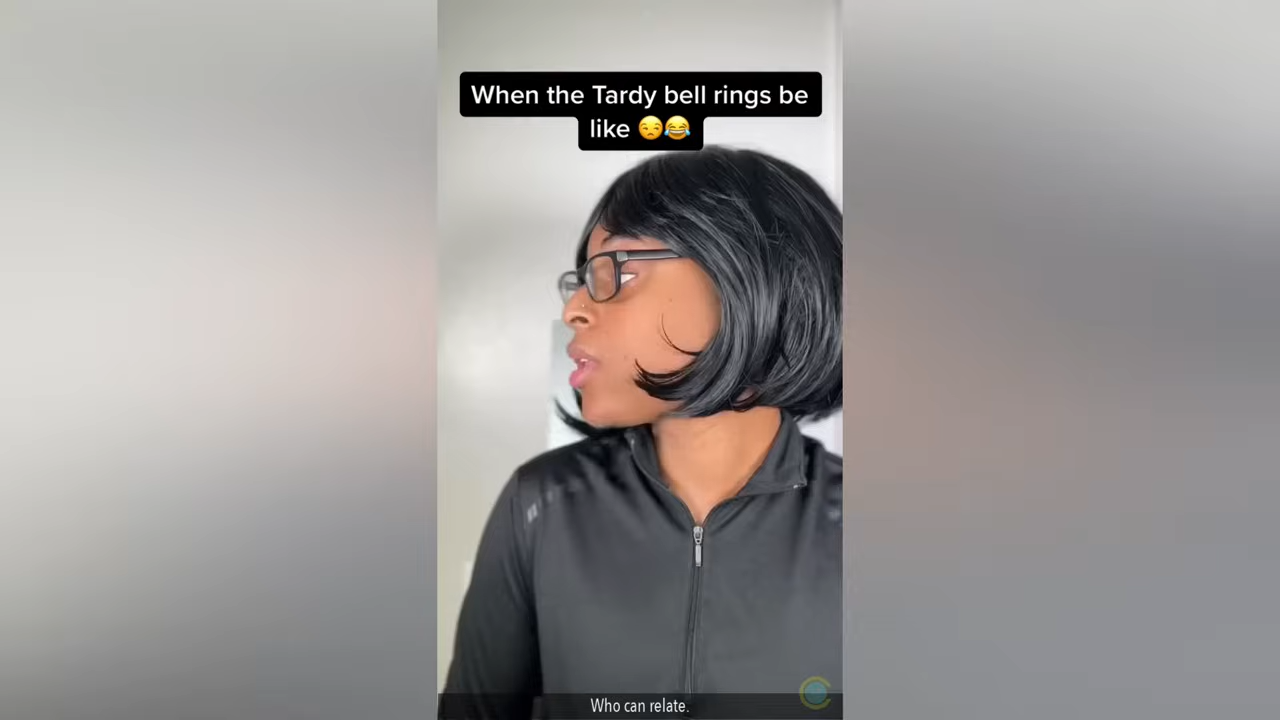 When the Tardy bell rings be
like 😒😂
Who can relate.